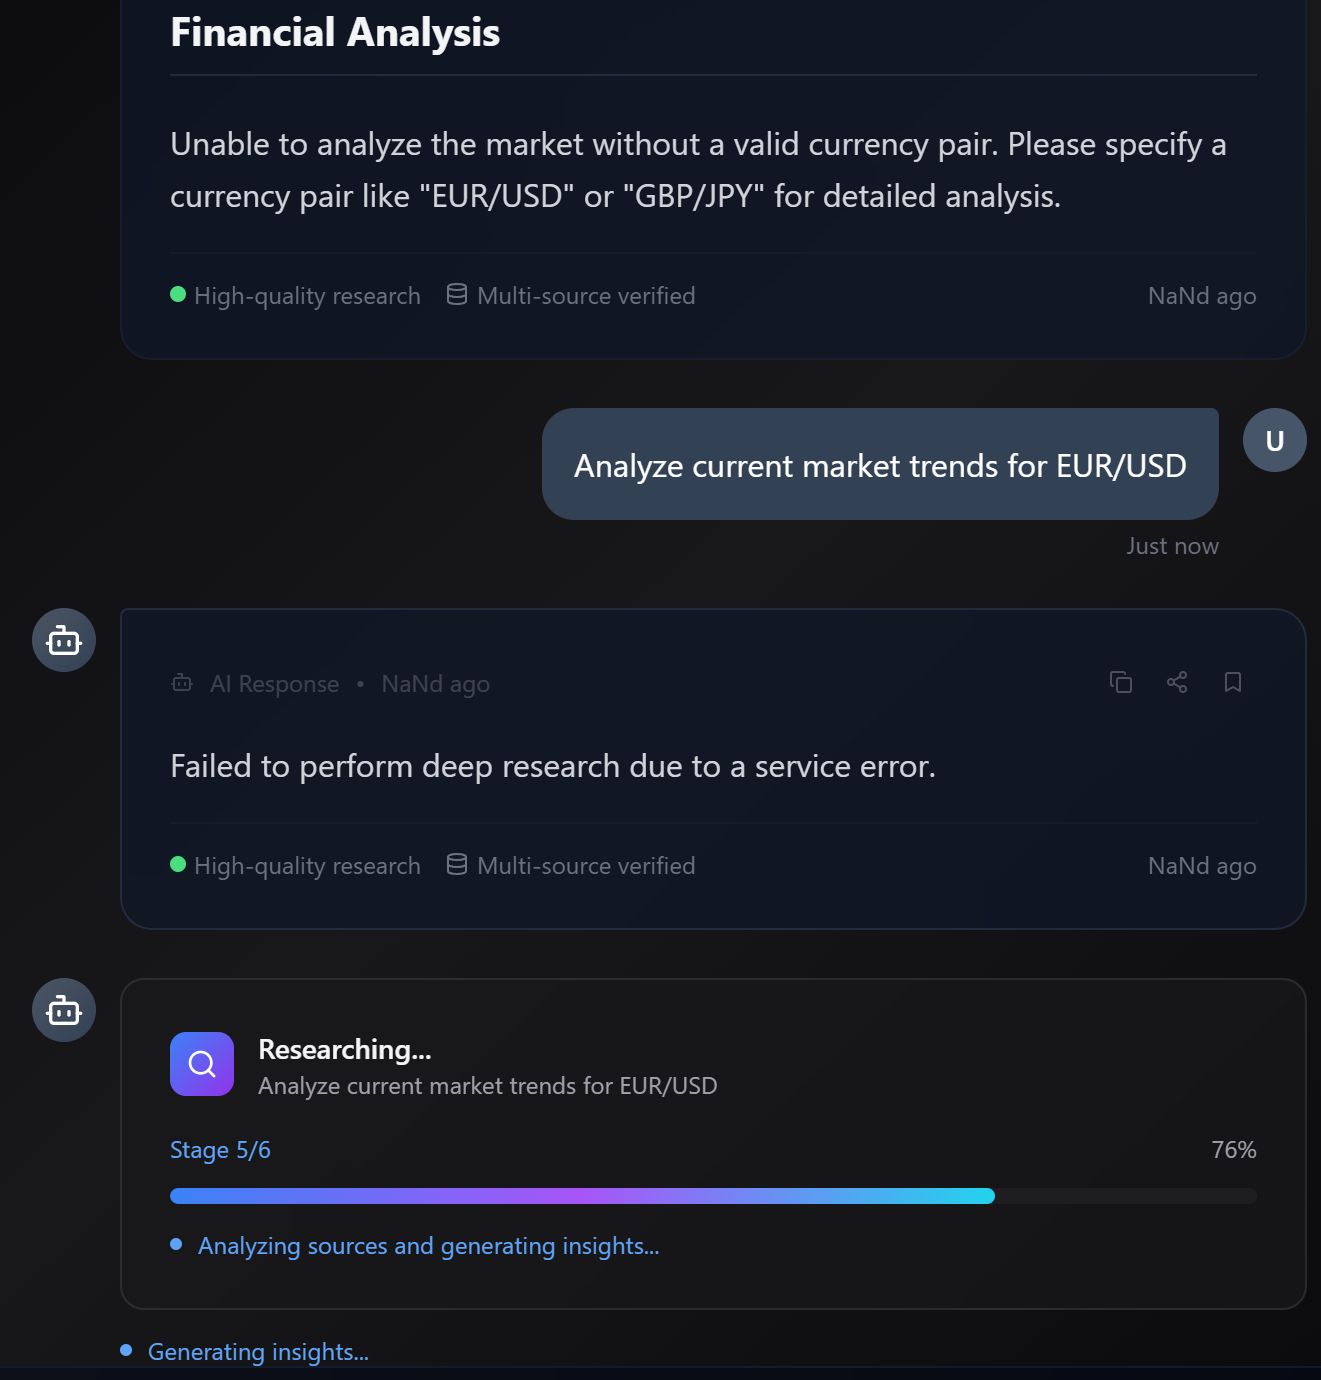 Financial Analysis
Unable to analyze the market without a valid currency pair. Please specify a
currency pair like "EUR/USD" or "GBP/JPY" for detailed analysis.
High-quality research Multi-source verified NaNd ago
Analyze current market trends for EUR/USD
U
Just now
AI Response • NaNd ago
Failed to perform deep research due to a service error.
High-quality research Multi-source verified NaNd ago
Researching...
Analyze current market trends for EUR/USD
Stage 5/6 76%
Analyzing sources and generating insights...
Generating insights...